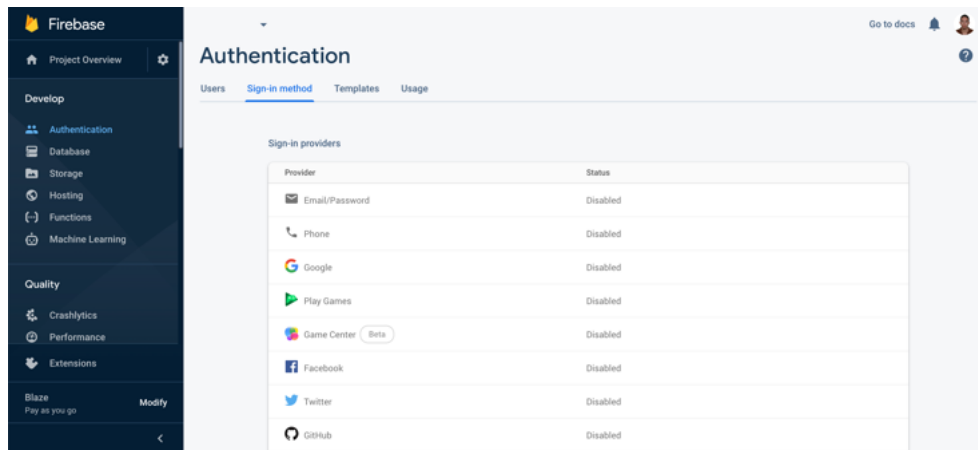 Firebase
Project Overview
Develop
Authentication
Database
Storage
Hosting
Functions
Machine Learning
Quality
Crashlytics
Performance
Extensions
Blaze
Pay as you go
Modify
Go to docs
Authentication
Users Sign-in method Templates Usage
Sign-in providers
Provider Status
Email/Password Disabled
Phone Disabled
Google Disabled
Play Games Disabled
Game Center Beta Disabled
Facebook Disabled
Twitter Disabled
GitHub Disabled